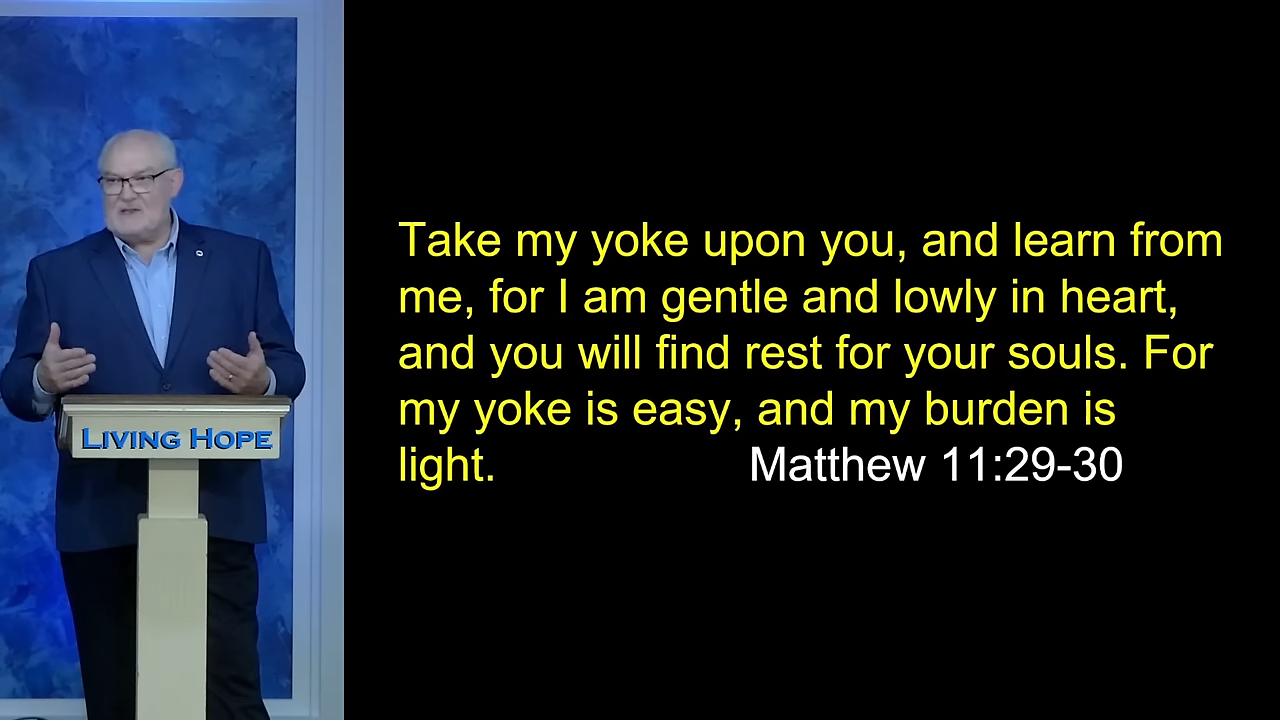 LIVING HOPE
Take my yoke upon you, and learn from
me, for I am gentle and lowly in heart,
and you will find rest for your souls. For
my yoke is easy, and my burden is
light. Matthew 11:29-30